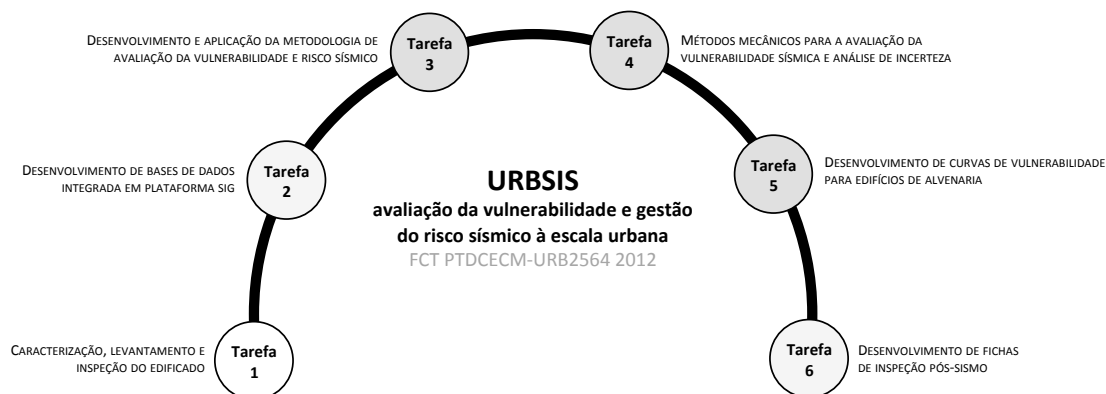 DESENVOLVIMENTO E APLICAÇÃO DA METODOLOGIA DE
AVALIAÇÃO DA VULNERABILIDADE E RISCO SÍSMICO
Tarefa
3
Tarefa
4
MÉTODOS MECÂNICOS PARA A AVALIAÇÃO DA
VULNERABILIDADE SÍSMICA E ANÁLISE DE INCERTEZA
DESENVOLVIMENTO DE BASES DE DADOS
INTEGRADA EM PLATAFORMA SIG
Tarefa
2
URBSIS
avaliação da vulnerabilidade e gestão
do risco sísmico à escala urbana
FCT PTDCECM-URB2564 2012
Tarefa
5
DESENVOLVIMENTO DE CURVAS DE VULNERABILIDADE
PARA EDIFÍCIOS DE ALVENARIA
CARACTERIZAÇÃO, LEVANTAMENTO E
INSPEÇÃO DO EDIFICADO
Tarefa
1
Tarefa
6
DESENVOLVIMENTO DE FICHAS
DE INSPEÇÃO PÓS-SISMO